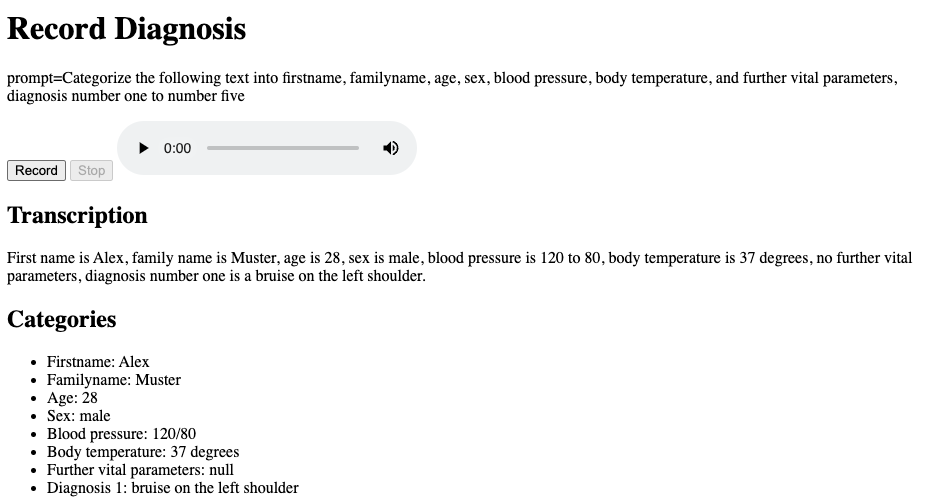 Record Diagnosis
prompt=Categorize the following text into firstname, familyname, age, sex, blood pressure, body temperature, and further vital parameters,
diagnosis number one to number five
0:00
Record Stop
Transcription
First name is Alex, family name is Muster, age is 28, sex is male, blood pressure is 120 to 80, body temperature is 37 degrees, no further vital
parameters, diagnosis number one is a bruise on the left shoulder.
Categories
• Firstname: Alex
• Familyname: Muster
• Age: 28
• Sex: male
• Blood pressure: 120/80
• Body temperature: 37 degrees
• Further vital parameters: null
• Diagnosis 1: bruise on the left shoulder